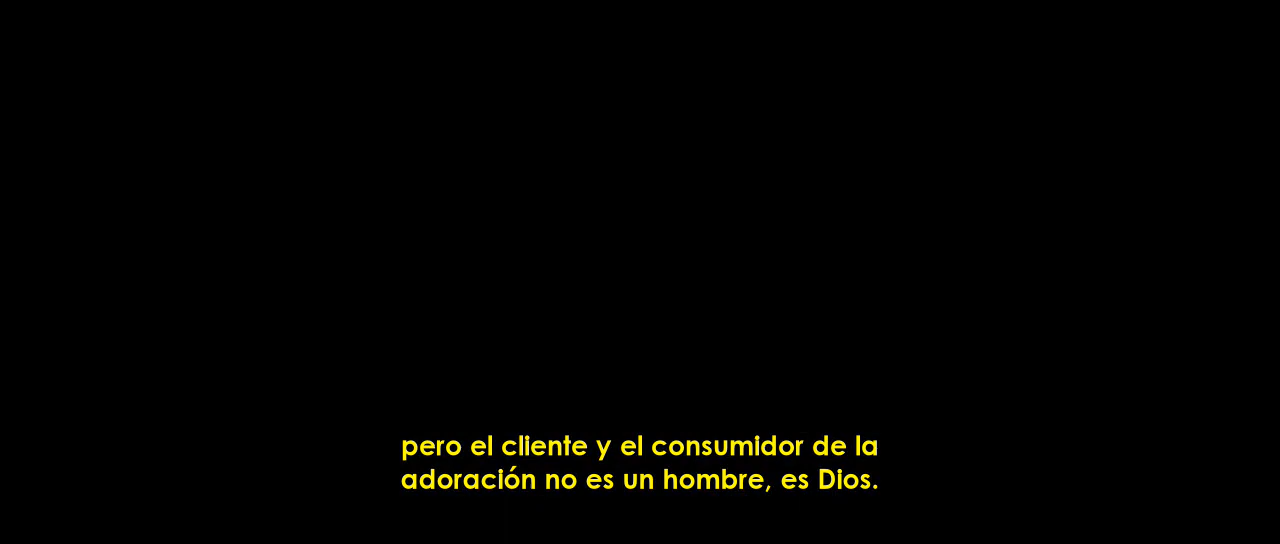 pero el cliente y el consumidor de la
adoración no es un hombre, es Dios.